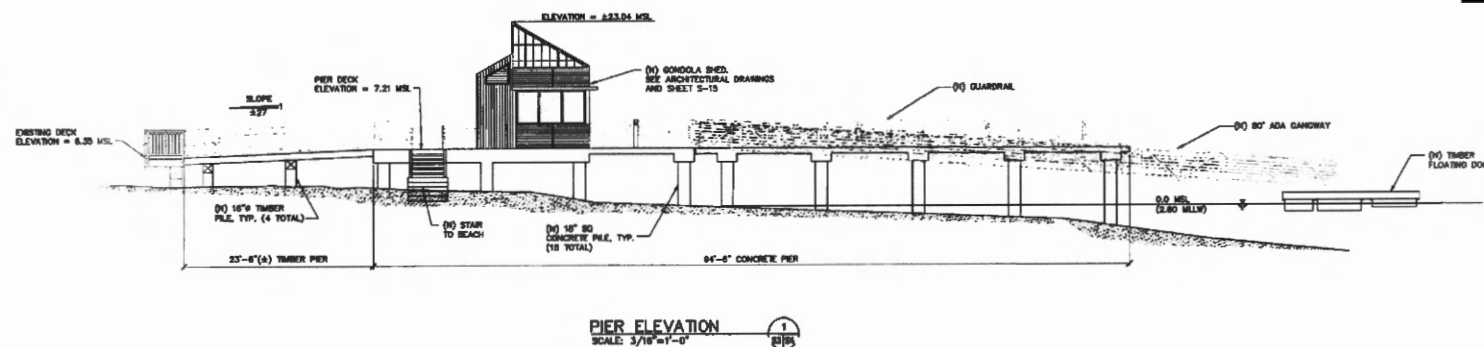 ELEVATION = ±23.04 MSL
(N) GONDOLA SHED.
SEE ARCHITECTURAL DRAWINGS
AND SHEET S-15
PIER DECK
ELEVATION = 7.21 MSL
(N) GUARDRAIL
SLOPE
1
±27
EXISTING DECK
ELEVATION = 6.35 MSL
(N) 80' ADA GANGWAY
(N) TIMBER
FLOATING DOC
0.0 MSL
(2.80 MLLW)
(N) 16"ø TIMBER
PILE, TYP. (4 TOTAL)
(N) STAIR
TO BEACH
(N) 16" SQ
CONCRETE PILE, TYP.
(18 TOTAL)
23'-6"(±) TIMBER PIER
94'-6" CONCRETE PIER
PIER ELEVATION
1
SCALE: 3/16"=1'-0"